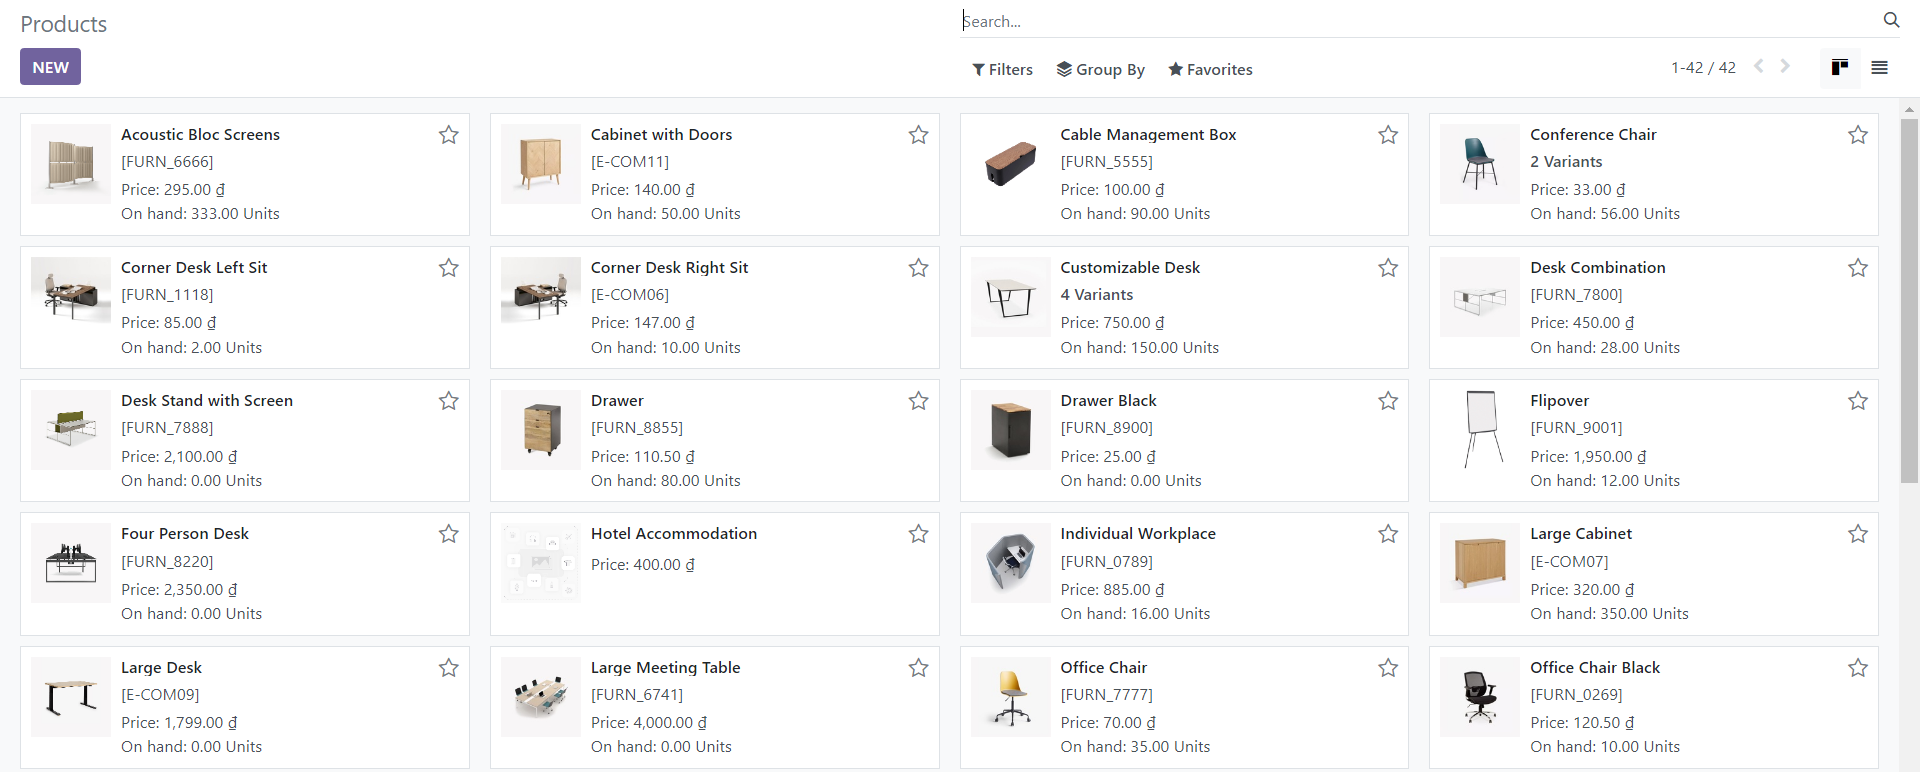 Products
Search...
NEW
Filters
Group By
Favorites
1-42 / 42
Acoustic Bloc Screens
[FURN_6666]
Price: 295.00 ₫
On hand: 333.00 Units
Cabinet with Doors
[E-COM11]
Price: 140.00 ₫
On hand: 50.00 Units
Cable Management Box
[FURN_5555]
Price: 100.00 ₫
On hand: 90.00 Units
Conference Chair
2 Variants
Price: 33.00 ₫
On hand: 56.00 Units
Corner Desk Left Sit
[FURN_1118]
Price: 85.00 ₫
On hand: 2.00 Units
Corner Desk Right Sit
[E-COM06]
Price: 147.00 ₫
On hand: 10.00 Units
Customizable Desk
4 Variants
Price: 750.00 ₫
On hand: 150.00 Units
Desk Combination
[FURN_7800]
Price: 450.00 ₫
On hand: 28.00 Units
Desk Stand with Screen
[FURN_7888]
Price: 2,100.00 ₫
On hand: 0.00 Units
Drawer
[FURN_8855]
Price: 110.50 ₫
On hand: 80.00 Units
Drawer Black
[FURN_8900]
Price: 25.00 ₫
On hand: 0.00 Units
Flipover
[FURN_9001]
Price: 1,950.00 ₫
On hand: 12.00 Units
Four Person Desk
[FURN_8220]
Price: 2,350.00 ₫
On hand: 0.00 Units
Hotel Accommodation
Price: 400.00 ₫
Individual Workplace
[FURN_0789]
Price: 885.00 ₫
On hand: 16.00 Units
Large Cabinet
[E-COM07]
Price: 320.00 ₫
On hand: 350.00 Units
Large Desk
[E-COM09]
Price: 1,799.00 ₫
On hand: 0.00 Units
Large Meeting Table
[FURN_6741]
Price: 4,000.00 ₫
On hand: 0.00 Units
Office Chair
[FURN_7777]
Price: 70.00 ₫
On hand: 35.00 Units
Office Chair Black
[FURN_0269]
Price: 120.50 ₫
On hand: 10.00 Units